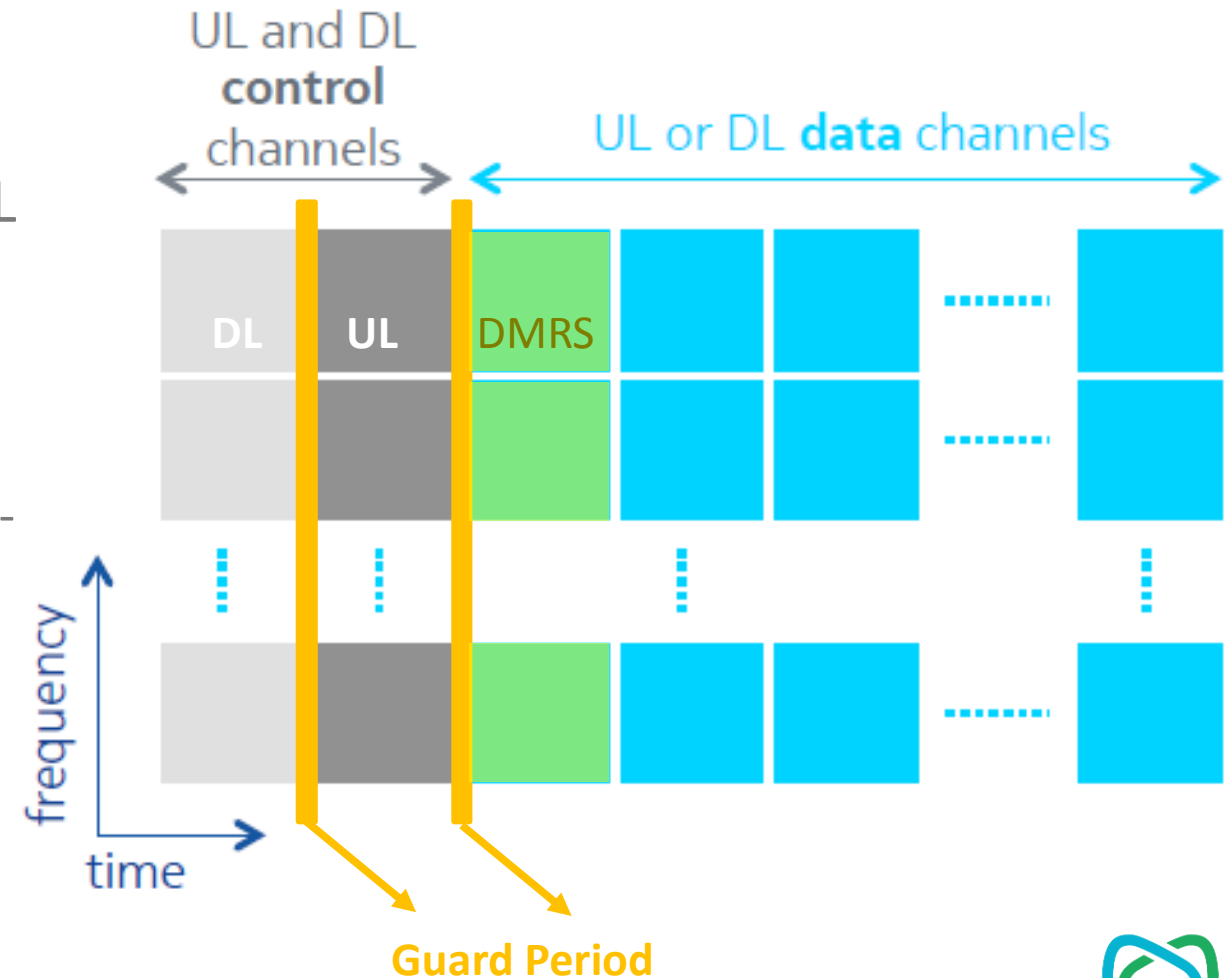 UL and DL
control
channels
UL or DL data channels
L
DL UL DMRS
-
frequency
time
Guard Period